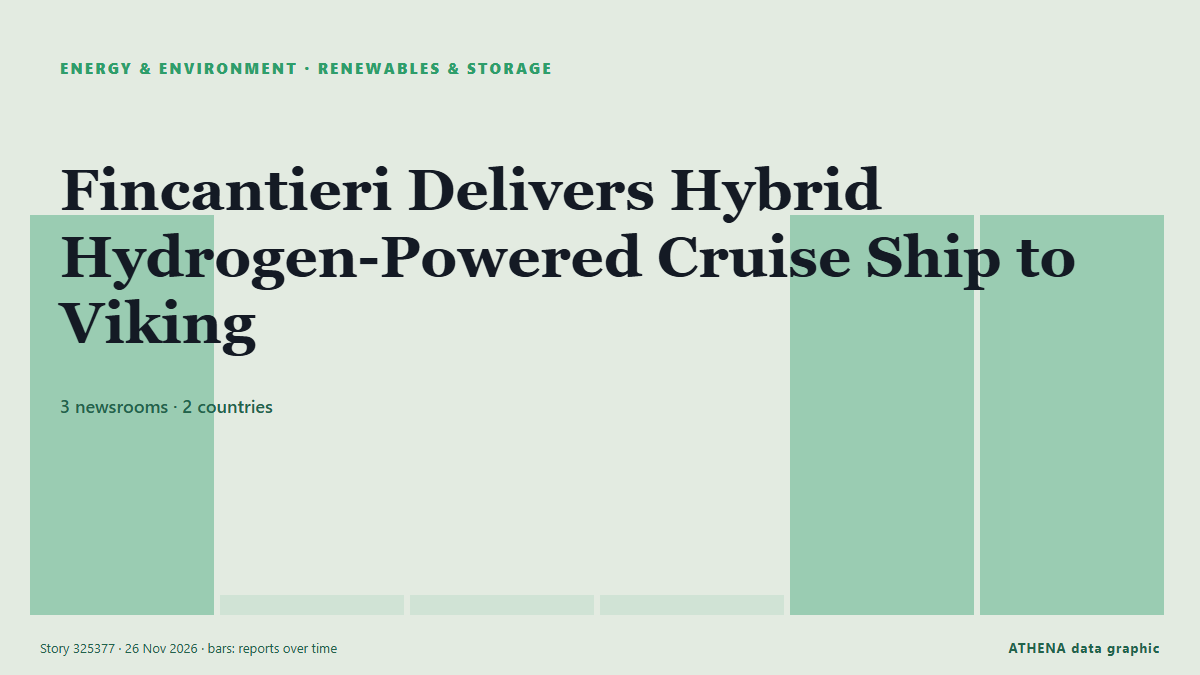 ENERGY & ENVIRONMENT · RENEWABLES & STORAGE
Fincantieri Delivers Hybrid
Hydrogen-Powered Cruise Ship to
Viking
3 newsrooms · 2 countries
Story 325377 · 26 Nov 2026 · bars: reports over time
ATHENA data graphic